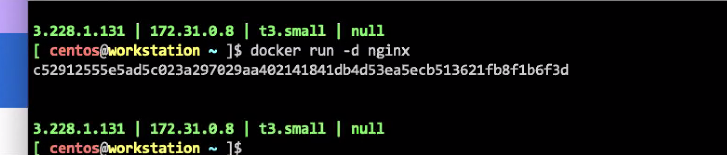 3.228.1.131 | 172.31.0.8 | t3.small | null
[ centos@workstation ~ ]$ docker run -d nginx
c52912555e5ad5c023a297029aa402141841db4d53ea5ecb513621fb8f1b6f3d
3.228.1.131 | 172.31.0.8 | t3.small | null
[ centos@workstation ~ ]$